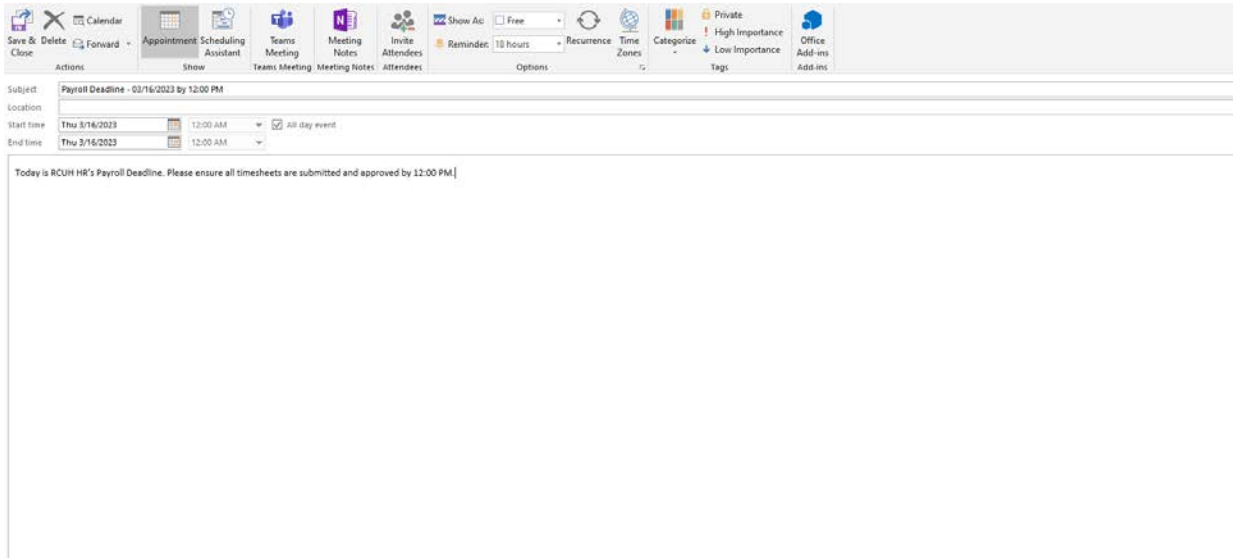 Save & Close
Delete
Calendar
Forward
Actions
Appointment
Scheduling Assistant
Show
Teams Meeting
Teams Meeting
Meeting Notes
Meeting Notes
Invite Attendees
Attendees
Show As: Free
Reminder: 18 hours
Recurrence
Time Zones
Options
Categorize
Private
High Importance
Low Importance
Tags
Office Add-ins
Add-ins
Subject Payroll Deadline - 03/16/2023 by 12:00 PM
Location
Start time Thu 3/16/2023 12:00 AM All day event
End time Thu 3/16/2023 12:00 AM
Today is RCUH HR's Payroll Deadline. Please ensure all timesheets are submitted and approved by 12:00 PM.